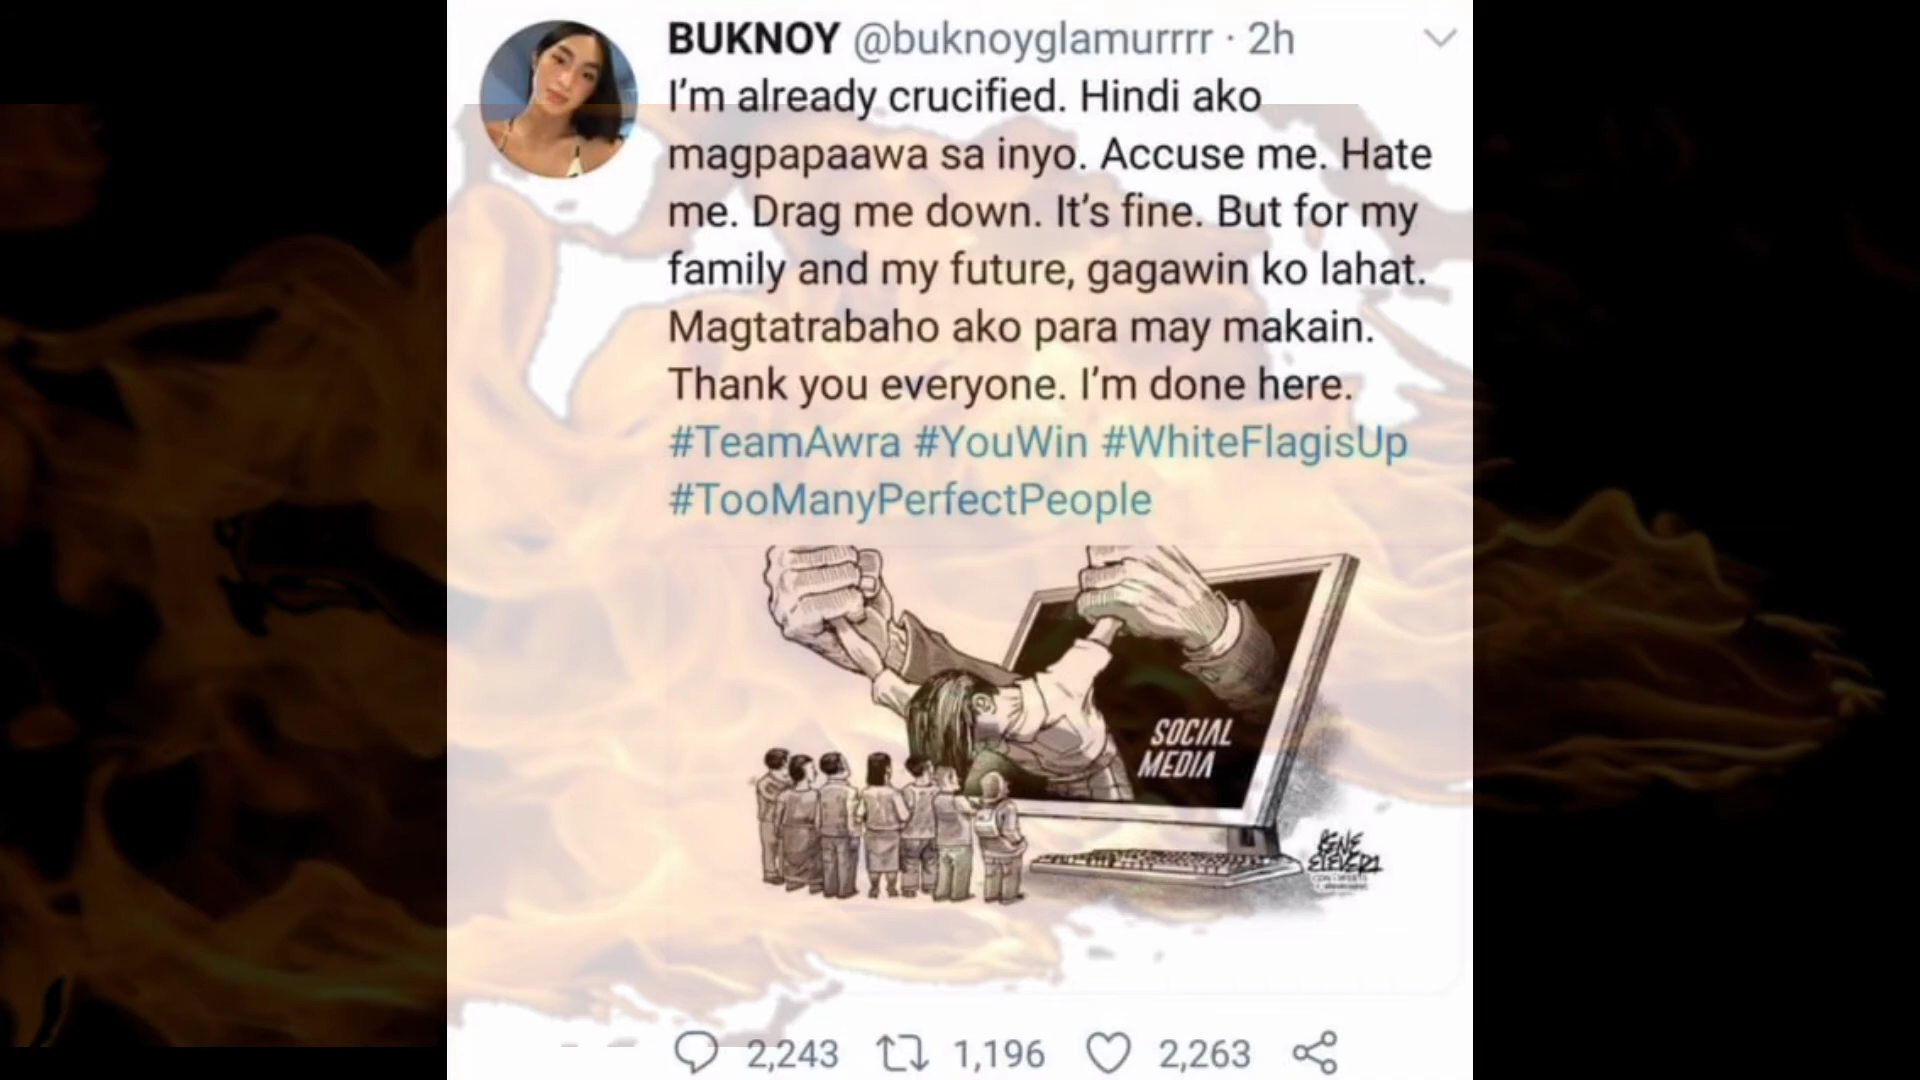 BUKNOY @buknoyglamurrrr · 2h
I'm already crucified. Hindi ako
magpapaawa sa inyo. Accuse me. Hate
me. Drag me down. It's fine. But for my
family and my future, gagawin ko lahat.
Magtatrabaho ako para may makain.
Thank you everyone. I'm done here.
#TeamAwra #YouWin #WhiteFlagisUp
#TooManyPerfectPeople
SOCIAL
MEDIA
RENE
ELEVERA
2,243 1,196 2,263